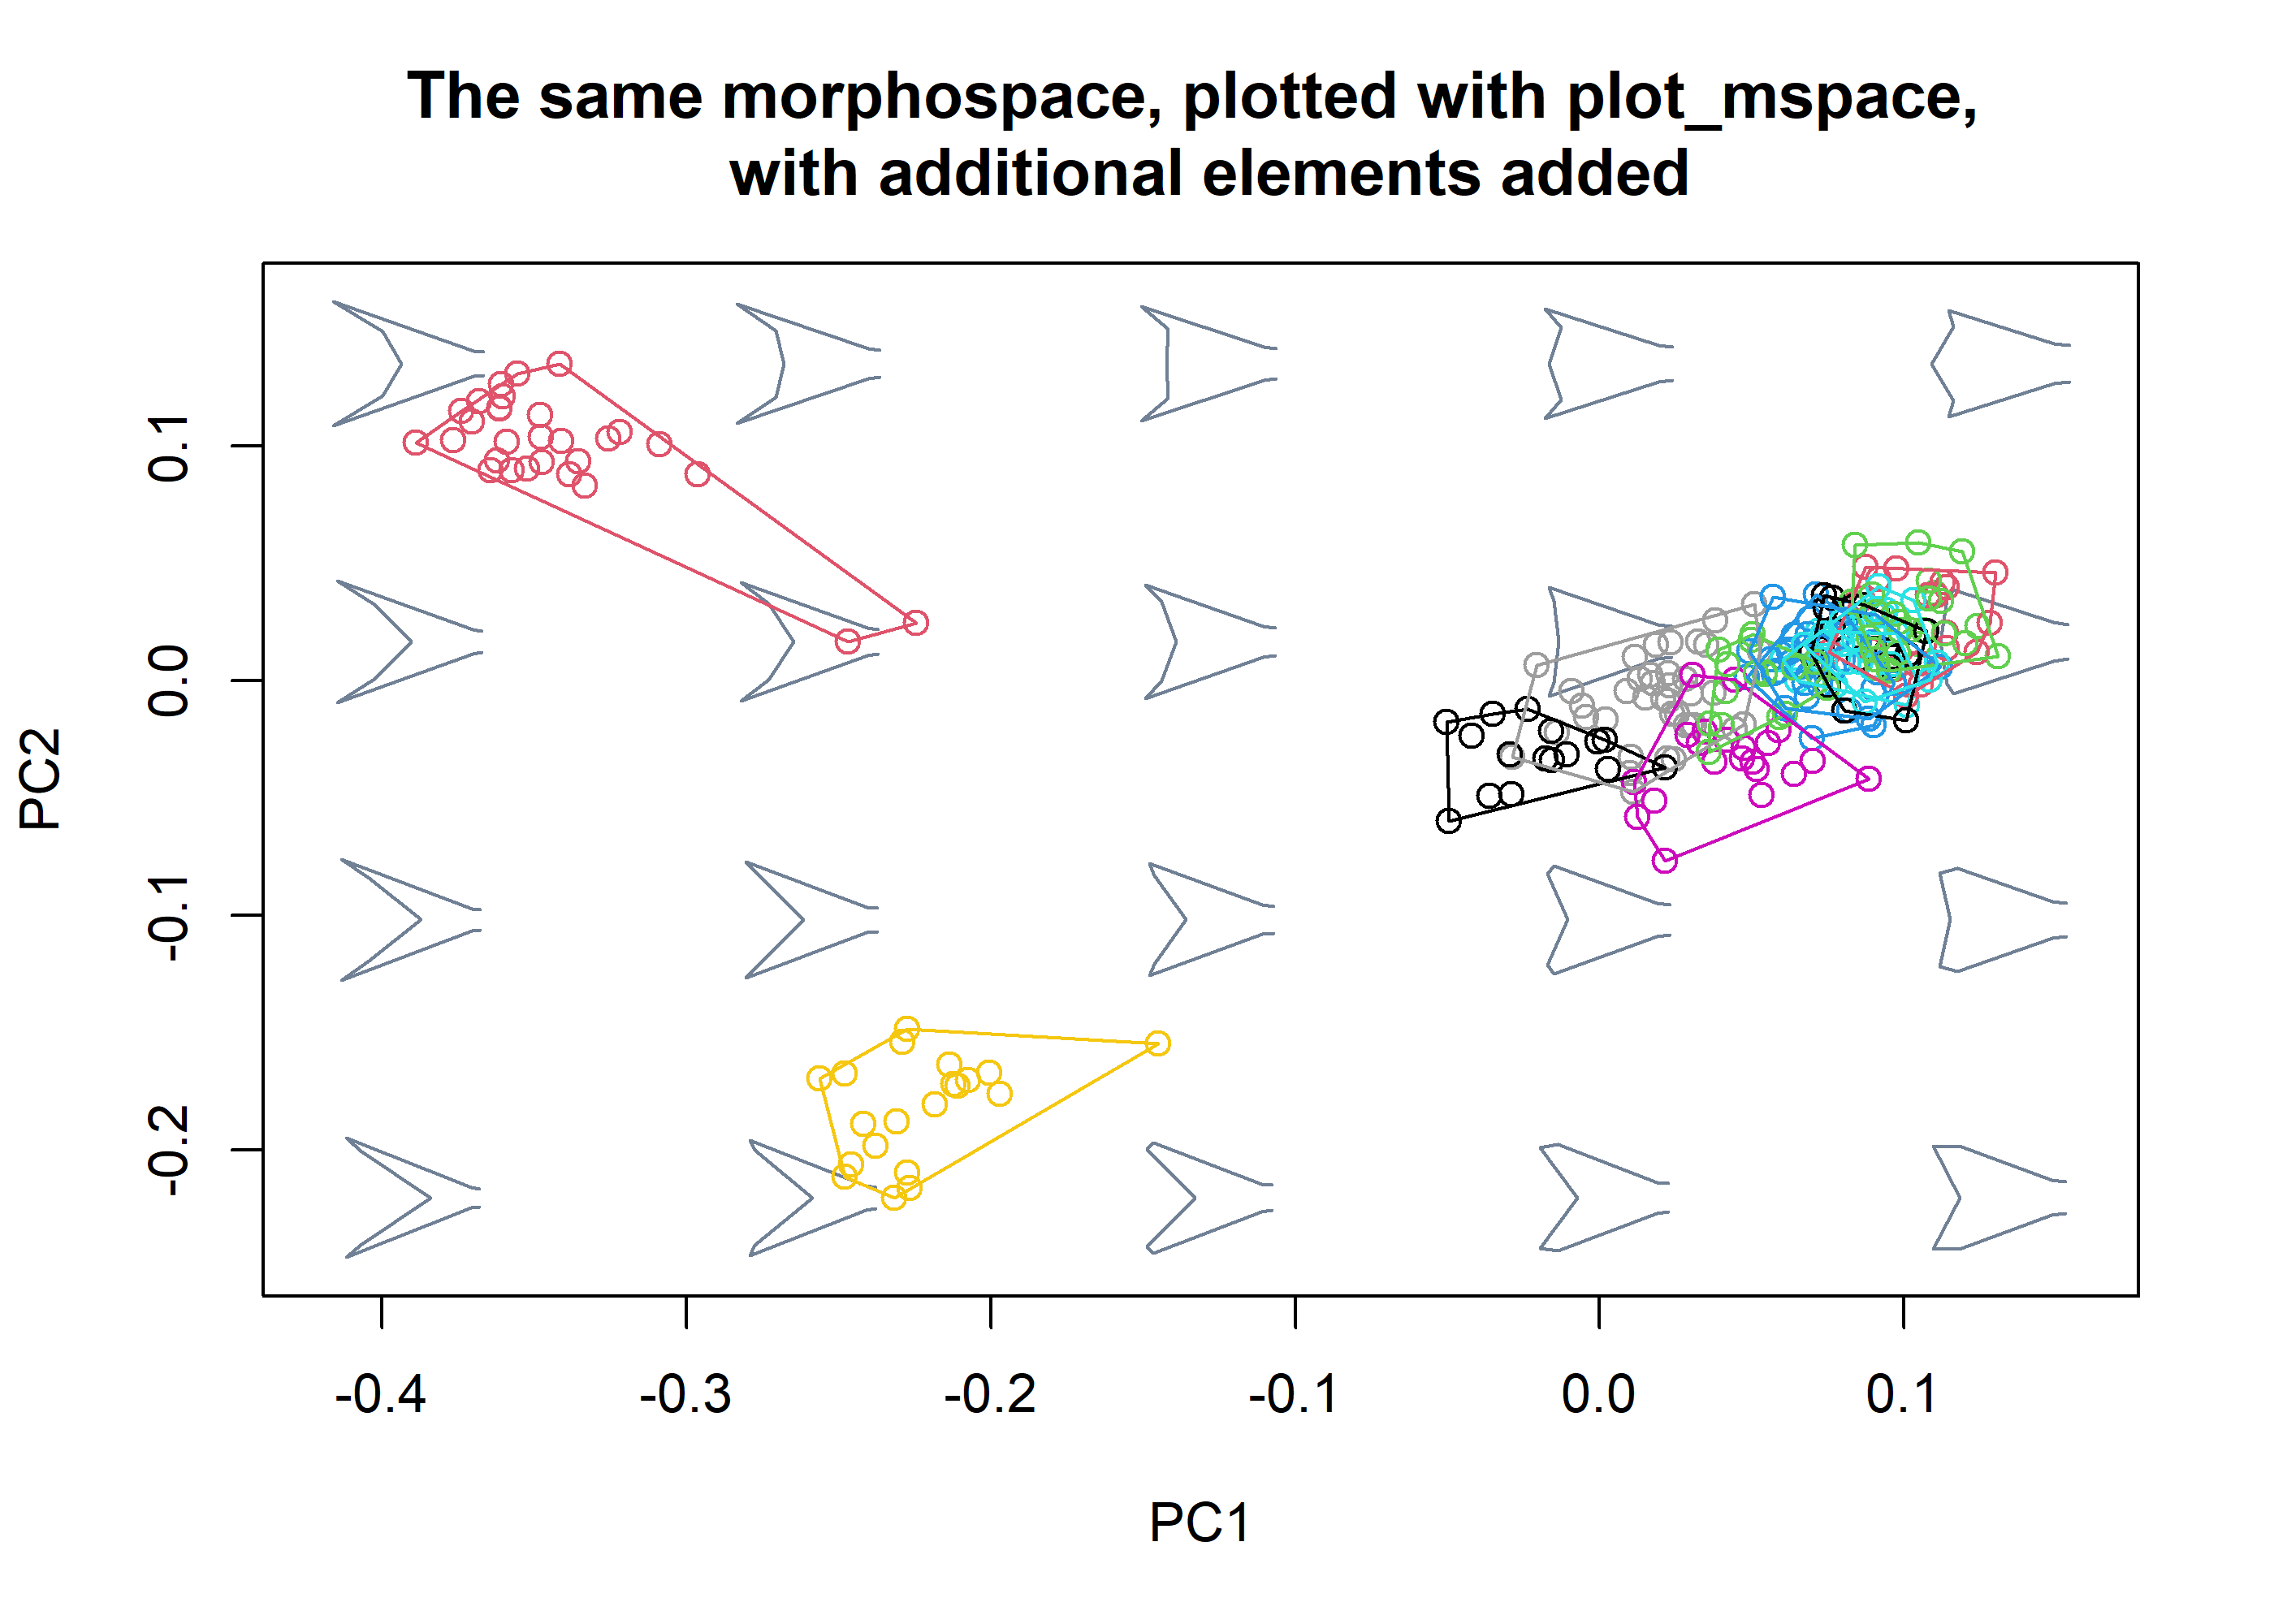 The same morphospace, plotted with plot_mspace,
with additional elements added
0.1
0.0
-0.1
-0.2
PC2
-0.4 -0.3 -0.2 -0.1 0.0 0.1
PC1